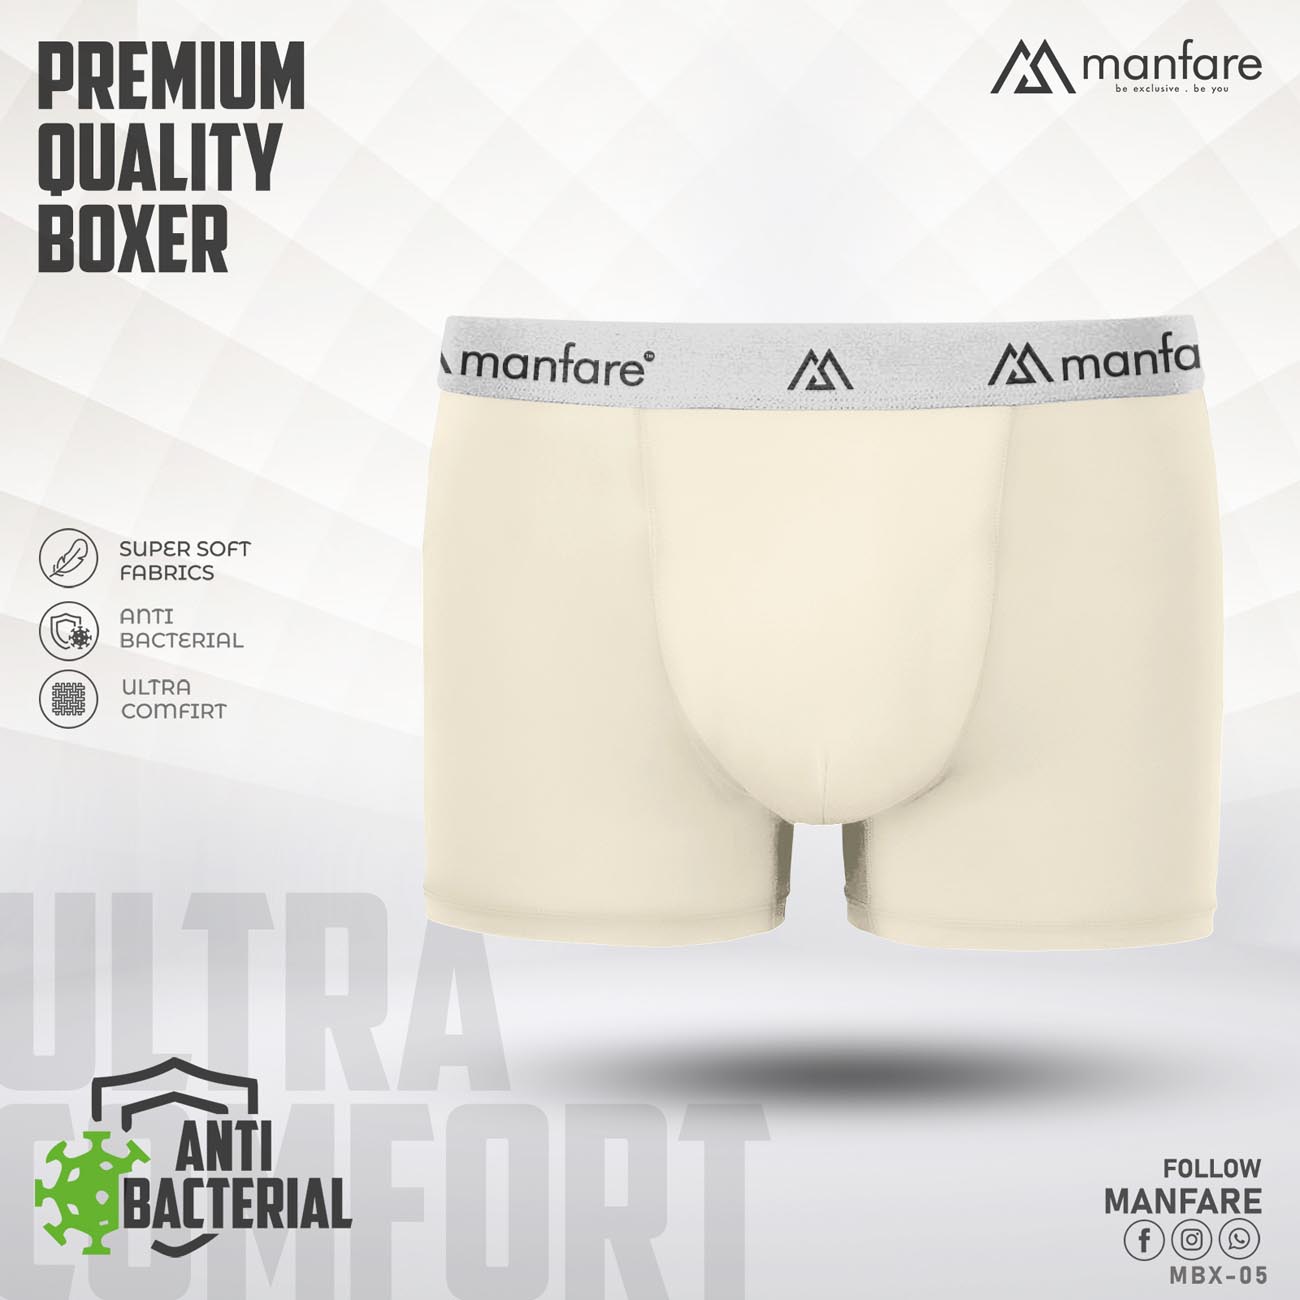 PREMIUM
QUALITY
BOXER
manfare
be exclusive . be you
manfare™
manfa
SUPER SOFT
FABRICS
ANTI
BACTERIAL
ULTRA
COMFIRT
ULTRA
COMFORT
ANTI
BACTERIAL
FOLLOW
MANFARE
MBX-05